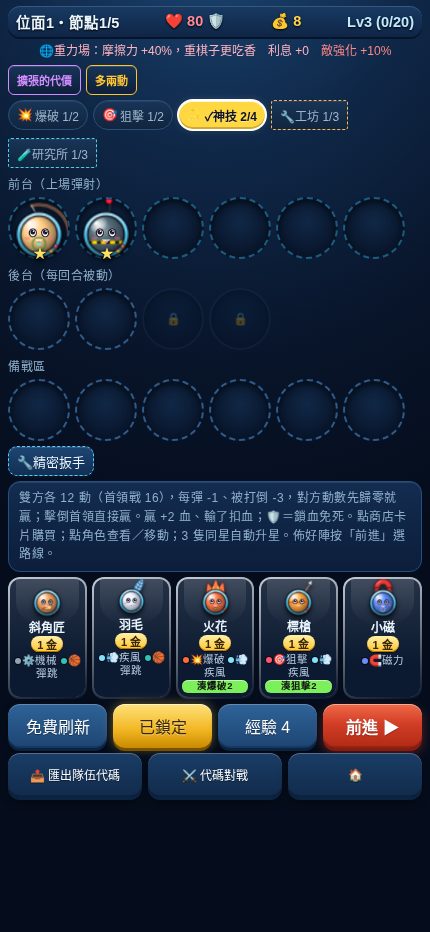 位面1・節點1/5 ❤️ 80 🛡️ 💰 8 Lv3 (0/20)
🌐重力場：摩擦力 +40%，重棋子更吃香 利息 +0 敵強化 +10%
擴張的代價 多兩動
💥 爆破 1/2 🎯 狙擊 1/2 ✓神技 2/4 🔧工坊 1/3
🧪研究所 1/3
前台（上場彈射）
後台（每回合被動）
備戰區
🔧精密扳手
雙方各 12 動（首領戰 16），每彈 -1、被打倒 -3，對方動數先歸零就
贏；擊倒首領直接贏。贏 +2 血、輸了扣血；🛡️＝鎖血免死。點商店卡
片購買；點角色查看／移動；3 隻同星自動升星。佈好陣按「前進」選
路線。
斜角匠 羽毛 火花 標槍 小磁
1 金 1 金 1 金 1 金 1 金
⚙️機械 🏀彈跳 💨疾風 🏀彈跳 💥爆破 💨疾風 🎯狙擊 💨疾風 🧲磁力
湊爆破2 湊狙擊2
免費刷新 已鎖定 經驗 4 前進 ▶
📤 匯出隊伍代碼 ⚔️ 代碼對戰 🏠